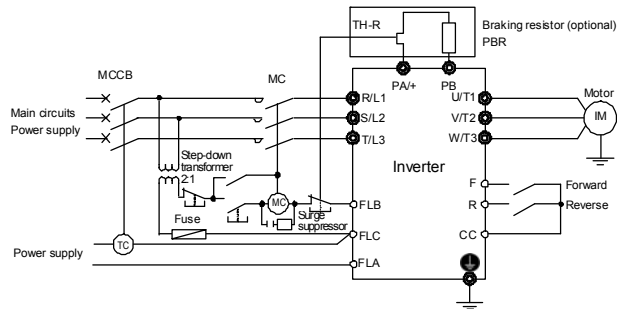 TH-R
Braking resistor (optional)
PBR
MCCB
MC
PA/+
PB
Main circuits
Power supply
R/L1
S/L2
T/L3
U/T1
V/T2
W/T3
Motor
IM
Inverter
Step-down
transformer
2:1
MC
Surge
suppressor
Fuse
FLB
FLC
FLA
F
R
CC
Forward
Reverse
Power supply
TC